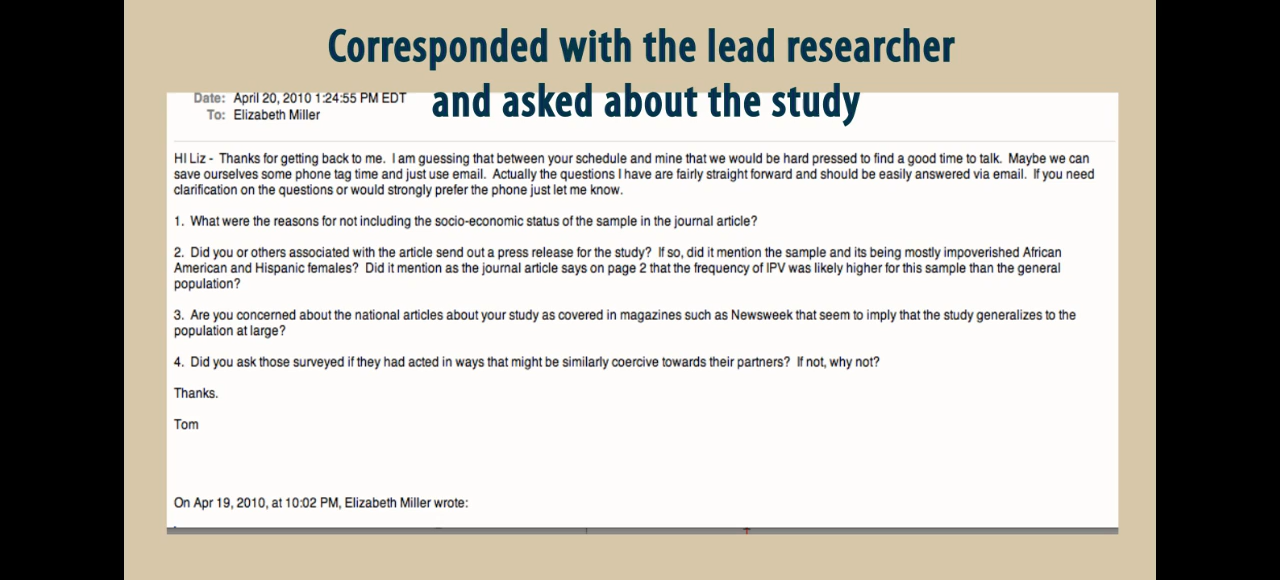 Corresponded with the lead researcher
and asked about the study
Date: April 20, 2010 1:24:55 PM EDT
To: Elizabeth Miller
HI Liz - Thanks for getting back to me. I am guessing that between your schedule and mine that we would be hard pressed to find a good time to talk. Maybe we can
save ourselves some phone tag time and just use email. Actually the questions I have are fairly straight forward and should be easily answered via email. If you need
clarification on the questions or would strongly prefer the phone just let me know.
1. What were the reasons for not including the socio-economic status of the sample in the journal article?
2. Did you or others associated with the article send out a press release for the study? If so, did it mention the sample and its being mostly impoverished African
American and Hispanic females? Did it mention as the journal article says on page 2 that the frequency of IPV was likely higher for this sample than the general
population?
3. Are you concerned about the national articles about your study as covered in magazines such as Newsweek that seem to imply that the study generalizes to the
population at large?
4. Did you ask those surveyed if they had acted in ways that might be similarly coercive towards their partners? If not, why not?
Thanks.
Tom
On Apr 19, 2010, at 10:02 PM, Elizabeth Miller wrote: